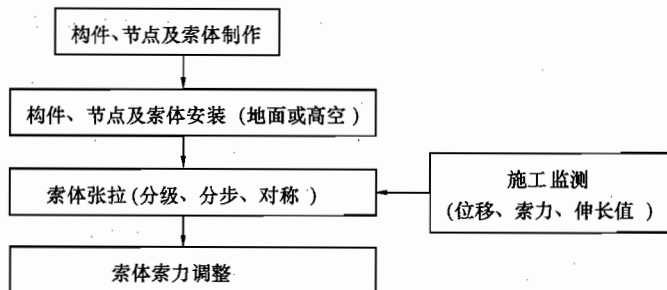 构件、节点及索体制作
构件、节点及索体安装（地面或高空）
索体张拉(分级、分步、对称）
施工监测
(位移、索力、伸长值）
索体索力调整